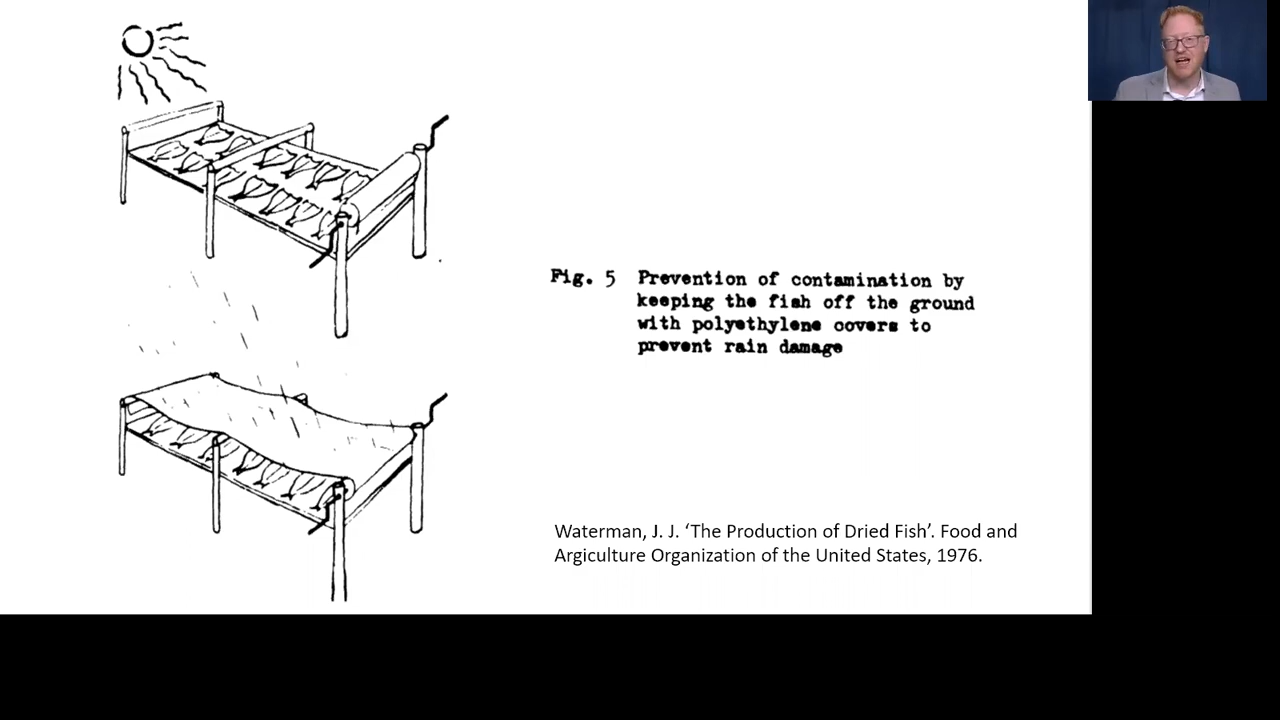 Fig. 5 Prevention of contamination by
keeping the fish off the ground
with polyethylene covers to
prevent rain damage
Waterman, J. J. ‘The Production of Dried Fish’. Food and
Argiculture Organization of the United States, 1976.